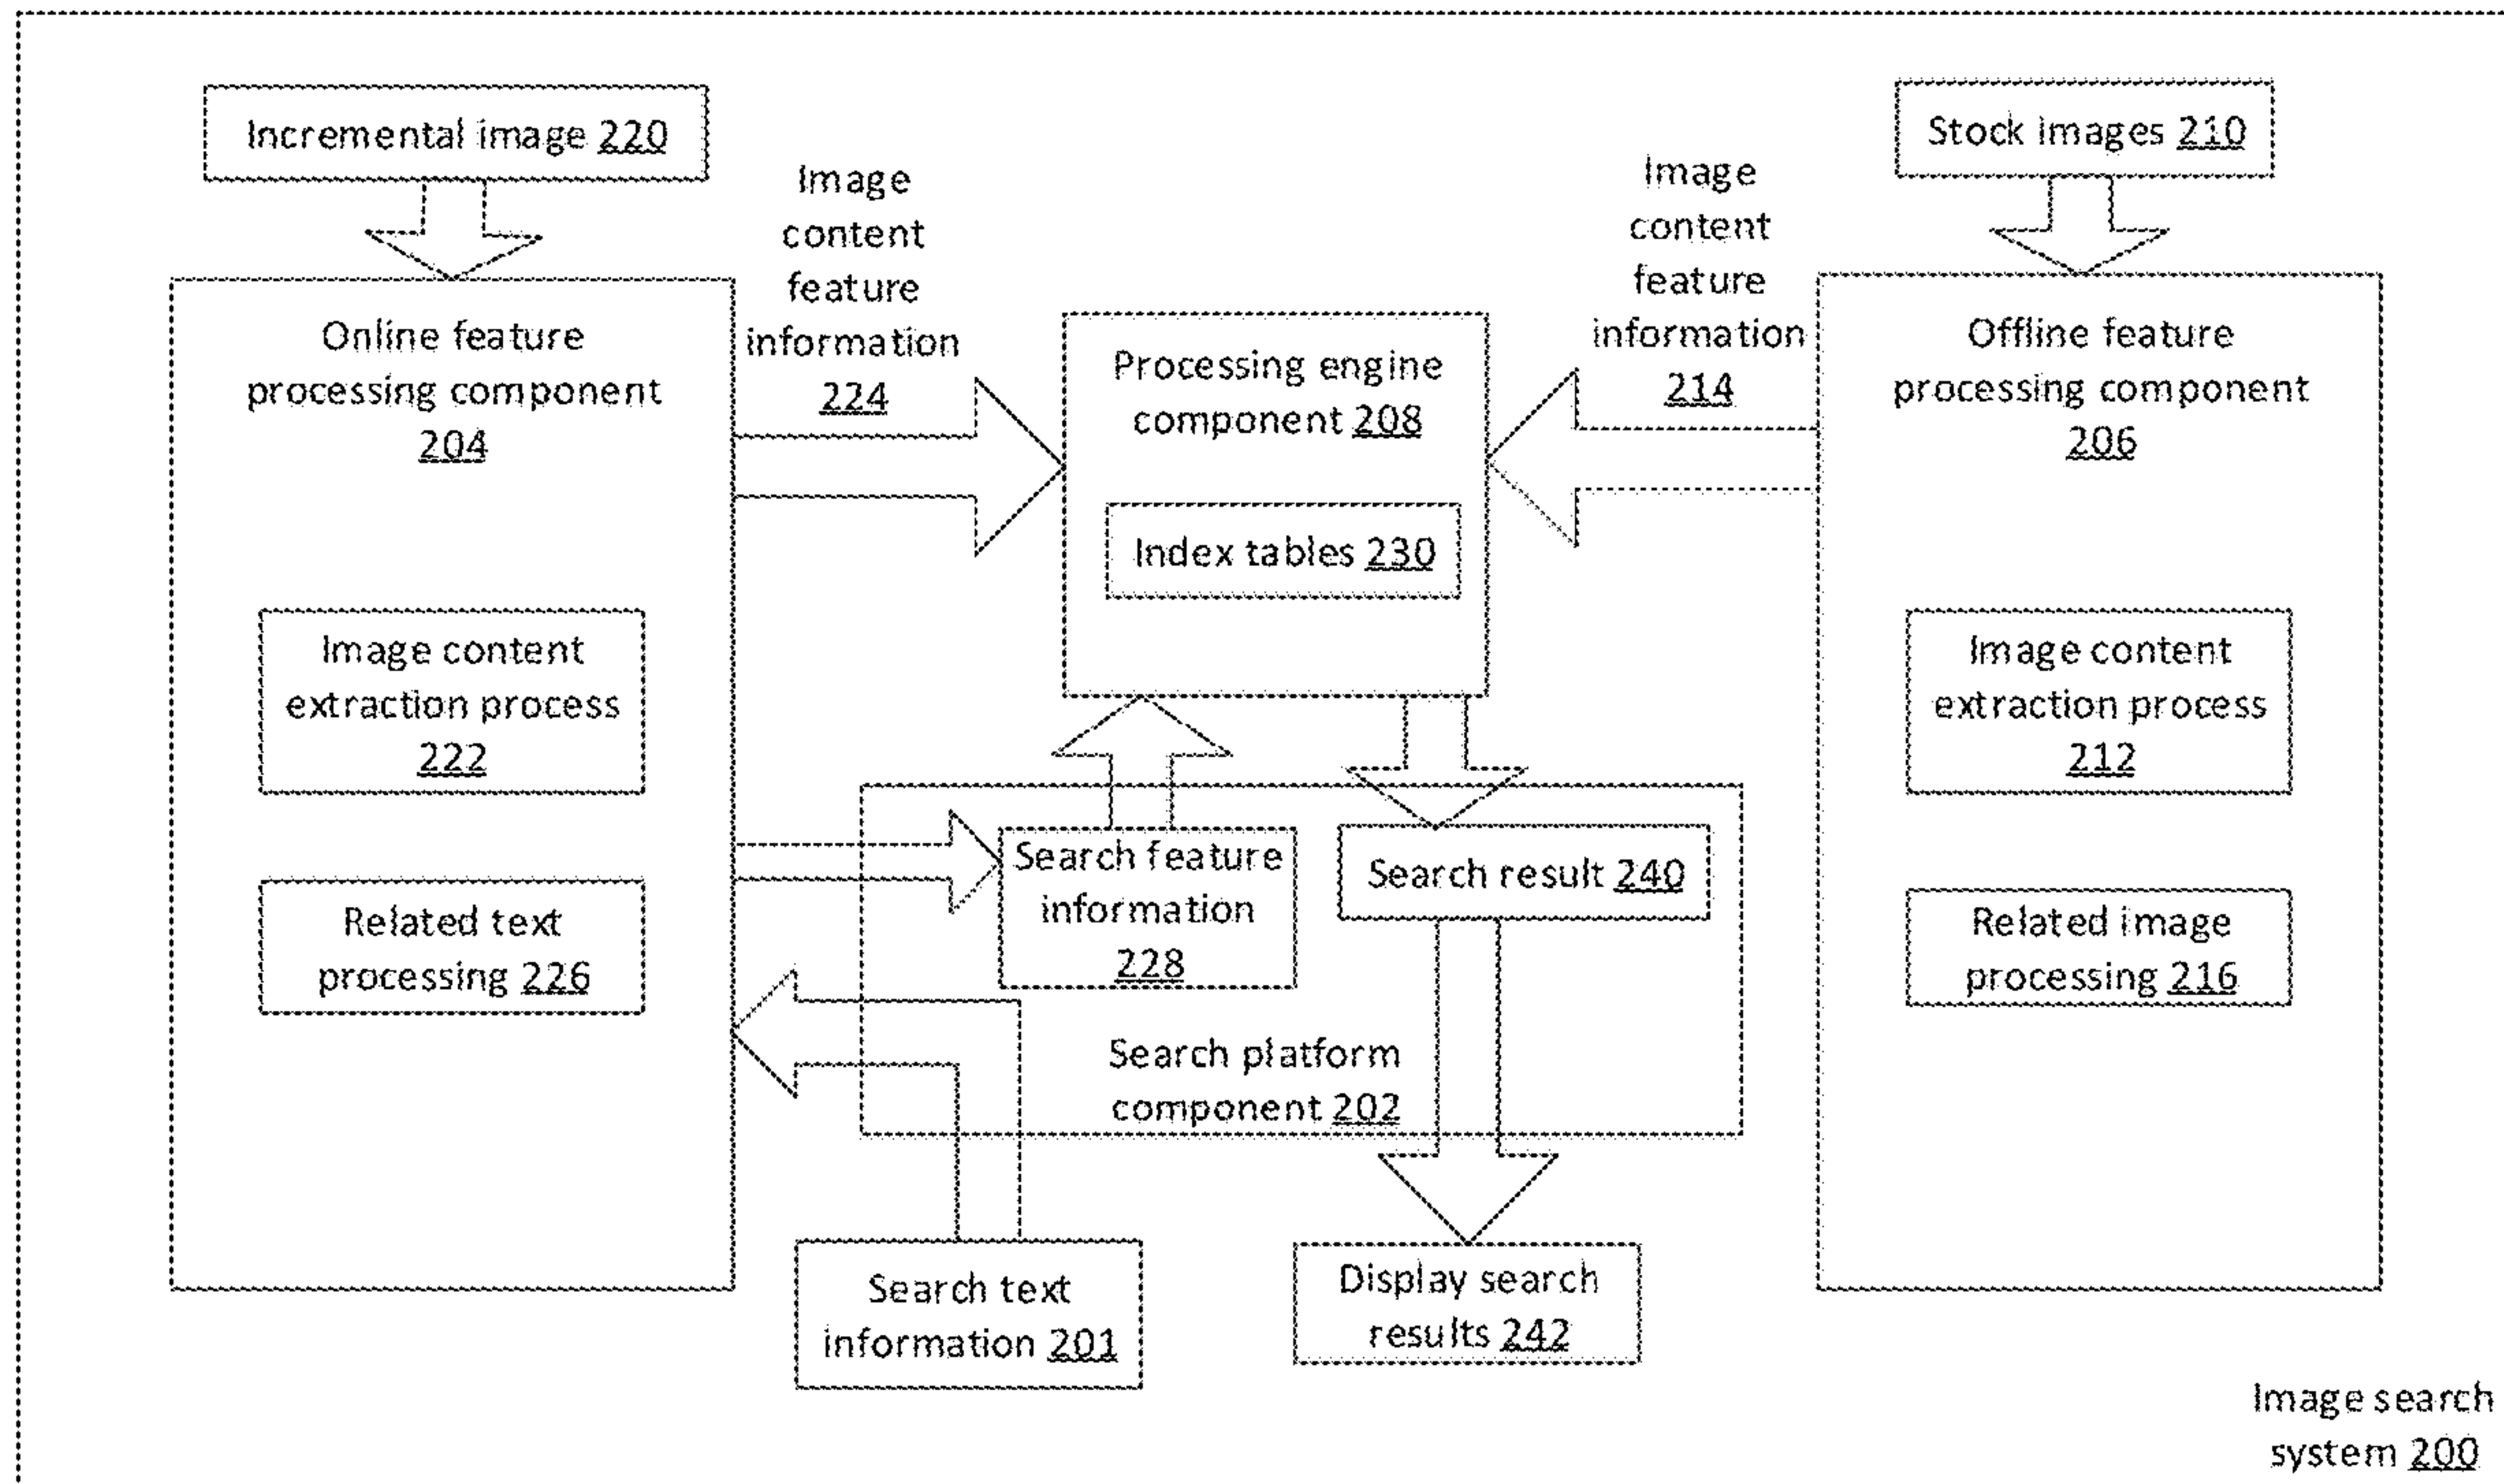 Incremental image 220
Stock images 210
Image
content
feature
information
224
Image
content
feature
information
214
Online feature
processing component
204
Processing engine
component 208
Index tables 230
Offline feature
processing component
206
Image content
extraction process
222
Image content
extraction process
212
Search feature
information
228
Search result 240
Related text
processing 226
Related image
processing 216
Search platform
component 202
Search text
information 201
Display search
results 242
Image search
system 200